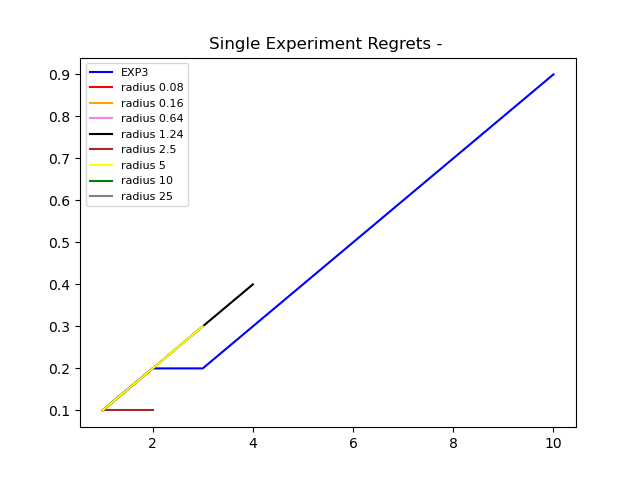 Single Experiment Regrets -
EXP3
radius 0.08
radius 0.16
radius 0.64
radius 1.24
radius 2.5
radius 5
radius 10
radius 25
0.9
0.8
0.7
0.6
0.5
0.4
0.3
0.2
0.1
2 4 6 8 10